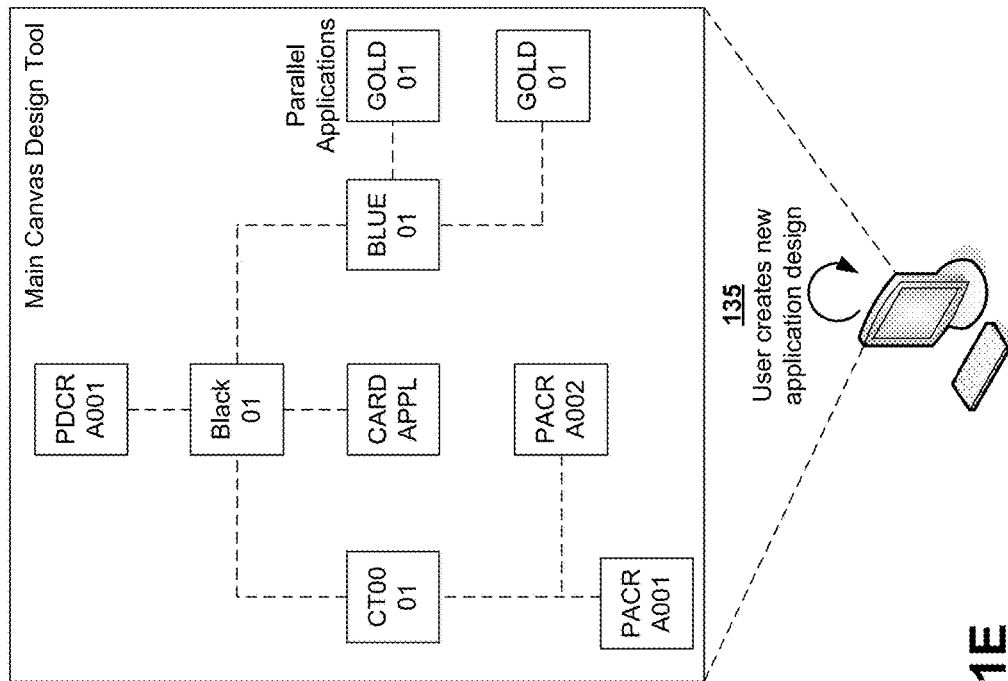 Main Canvas Design Tool
PDCR
A001
Black
01
CT00
01
CARD
APPL
BLUE
01
Parallel
Applications
GOLD
01
PACR
A001
PACR
A002
GOLD
01
135
User creates new
application design
1E